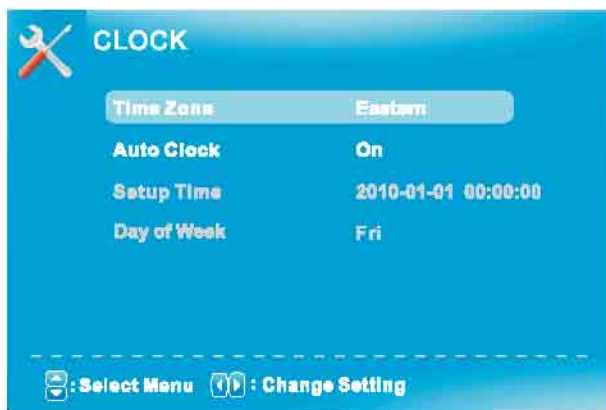 CLOCK
Time Zone Eastern
Auto Clock On
Setup Time 2010-01-01 00:00:00
Day of Week Fri
: Select Menu : Change Setting